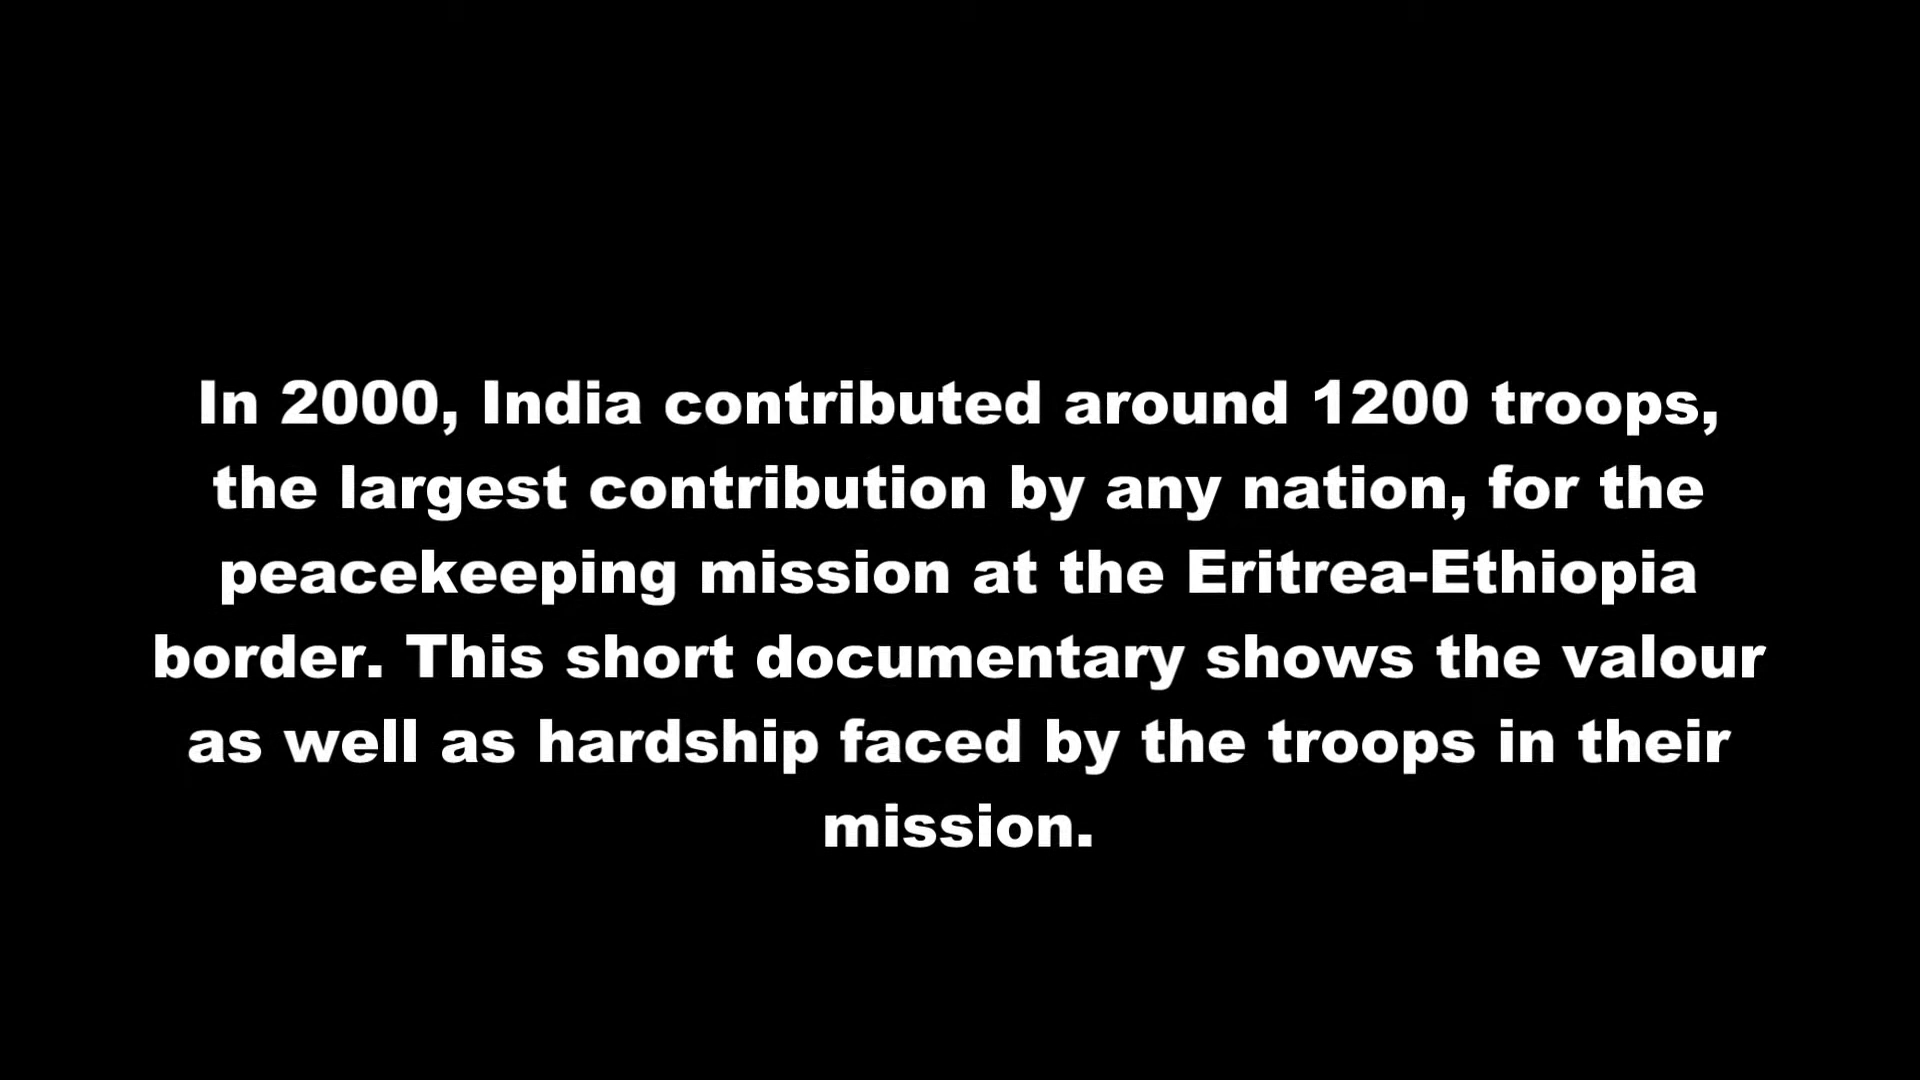 In 2000, India contributed around 1200 troops,
the largest contribution by any nation, for the
peacekeeping mission at the Eritrea-Ethiopia
border. This short documentary shows the valour
as well as hardship faced by the troops in their
mission.